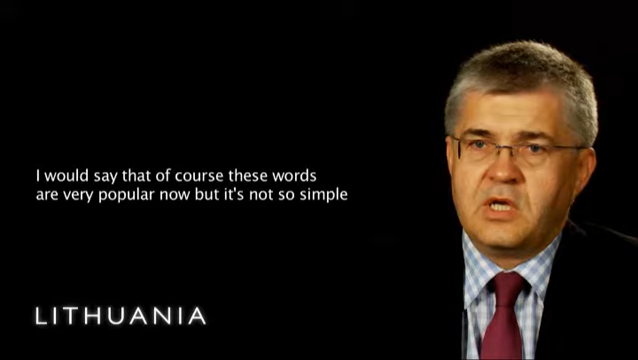 I would say that of course these words
are very popular now but it's not so simple
LITHUANIA